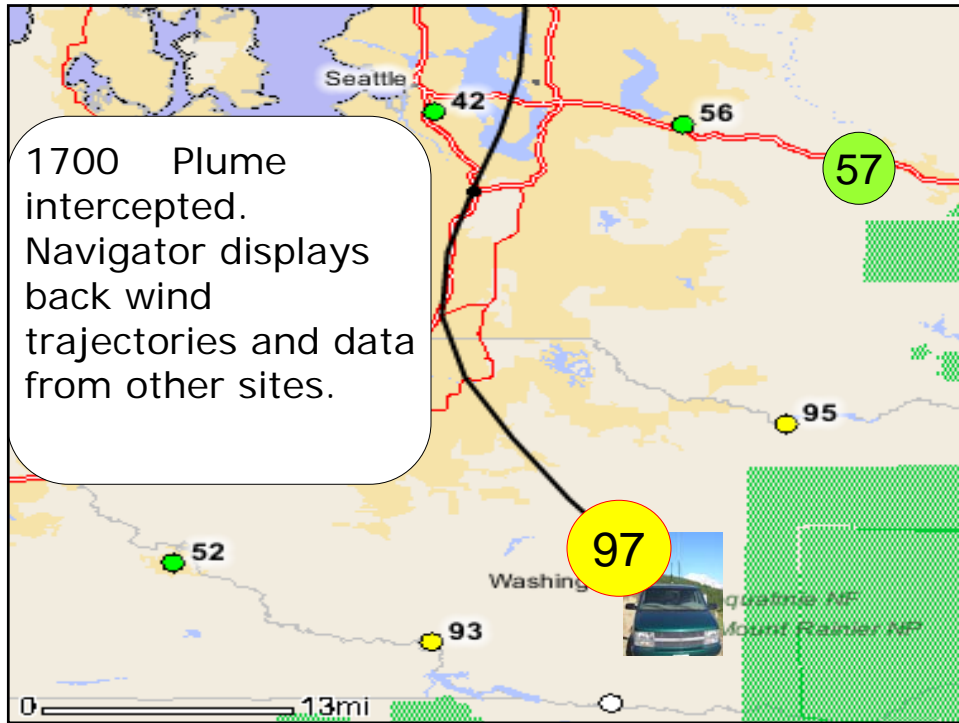 Seattle
42
56
57
1700 Plume
intercepted.
Navigator displays
back wind
trajectories and data
from other sites.
95
97
52
Washing
qualmie NF
Mount Rainier NP
93
0
13mi